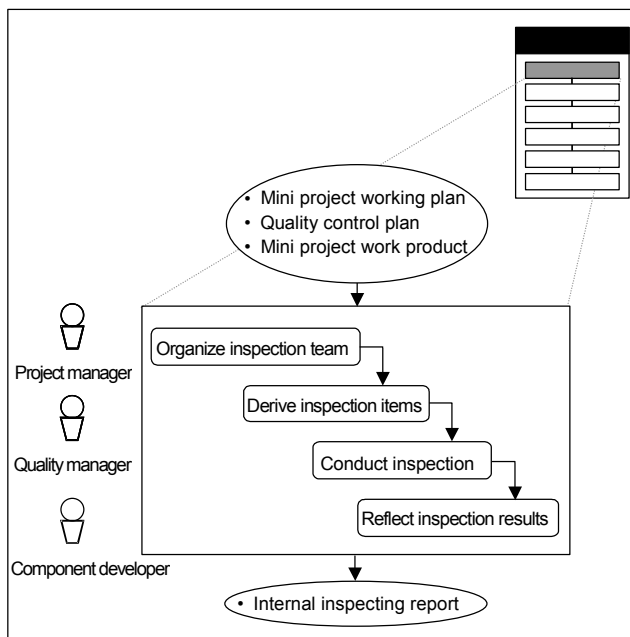 • Mini project working plan
• Quality control plan
• Mini project work product
Organize inspection team
Project manager
Derive inspection items
Quality manager
Conduct inspection
Reflect inspection results
Component developer
• Internal inspecting report